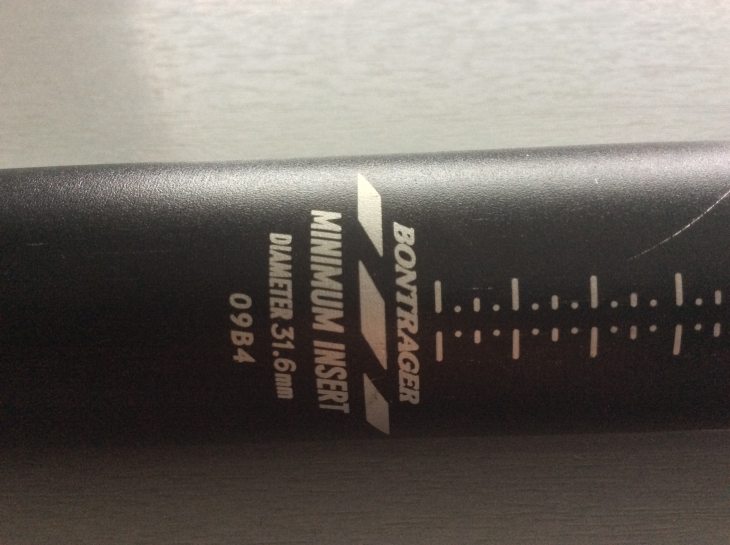 BONTRAGER
MINIMUM INSERT
DIAMETER 31.6mm
09B4